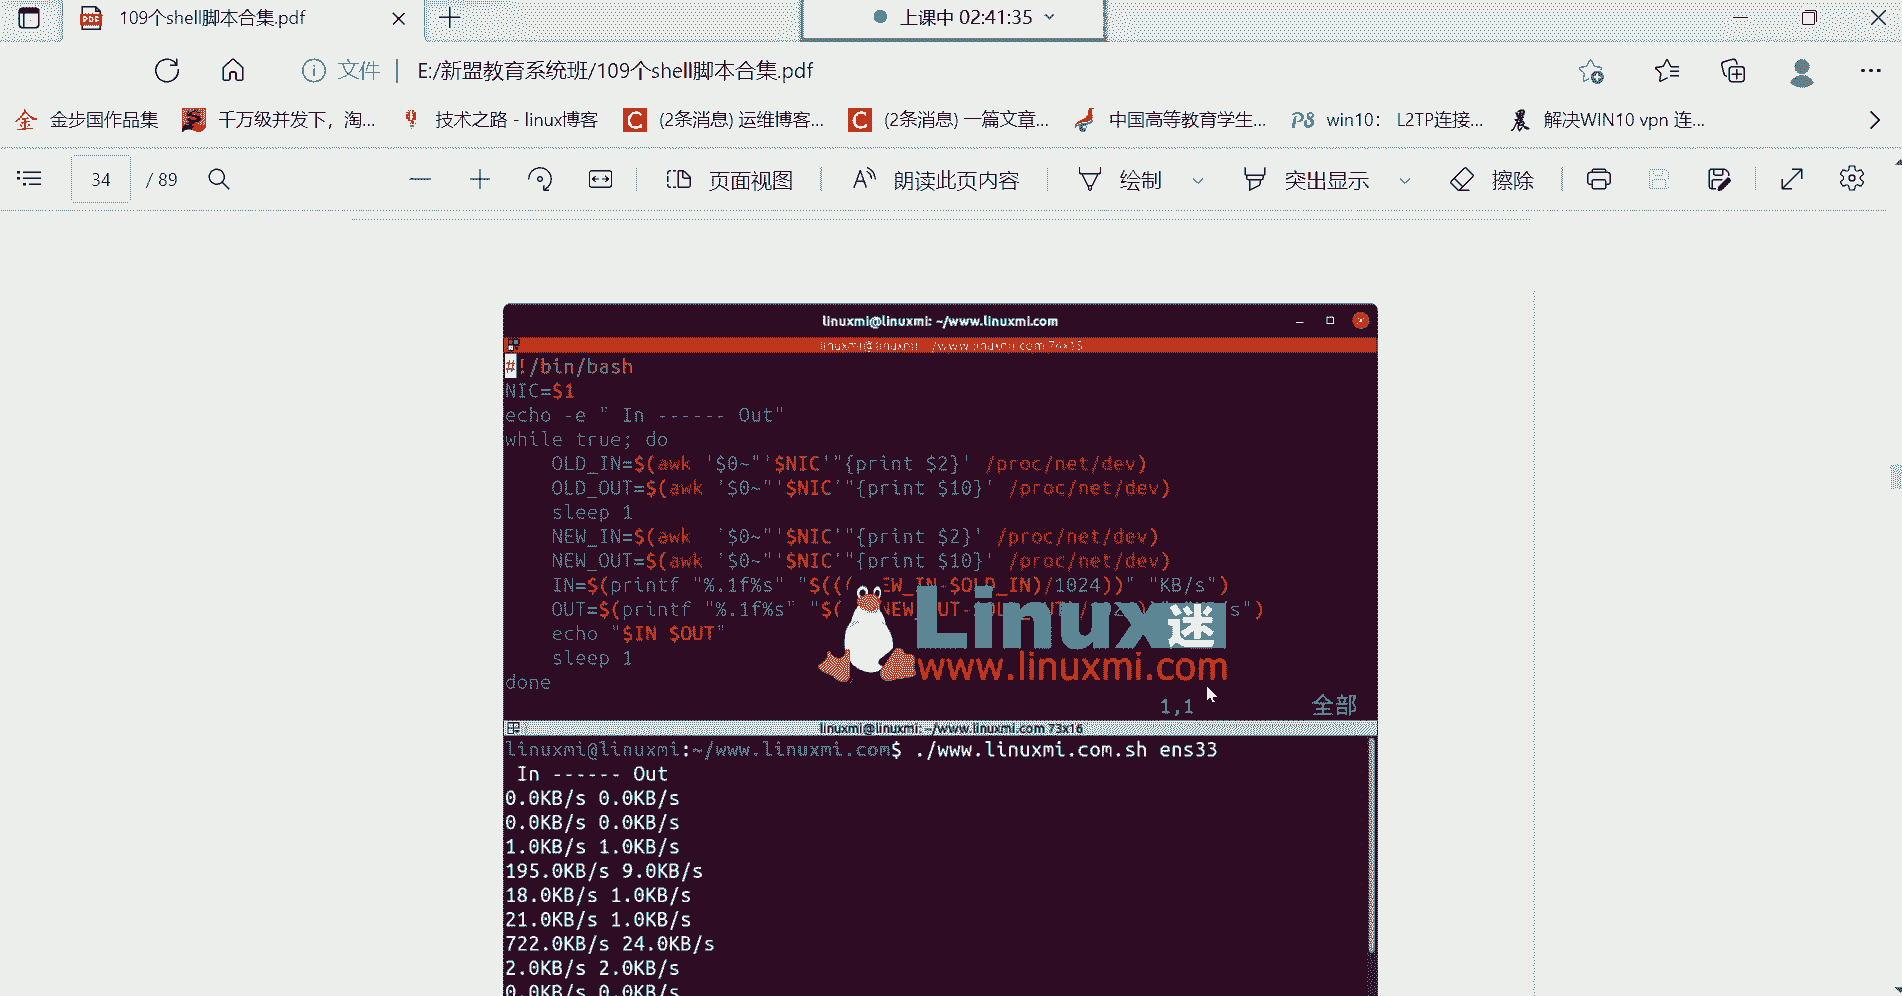 109个shell脚本合集.pdf
上课中 02:41:35
文件
E:/新盟教育系统班/109个shell脚本合集.pdf
金步国作品集
千万级并发下，淘...
技术之路 - linux博客
(2条消息) 运维博客...
(2条消息) 一篇文章...
中国高等教育学生...
win10： L2TP连接...
解决WIN10 vpn 连...
34 / 89
页面视图
朗读此页内容
绘制
突出显示
擦除
linuxmi@linuxmi: ~/www.linuxmi.com
linuxmi@linuxmi: ~/www.linuxmi.com 74x15
#!/bin/bash
NIC=$1
echo -e " In ------ Out"
while true; do
OLD_IN=$(awk '$0~"'$NIC'"{print $2}' /proc/net/dev)
OLD_OUT=$(awk '$0~"'$NIC'"{print $10}' /proc/net/dev)
sleep 1
NEW_IN=$(awk  '$0~"'$NIC'"{print $2}' /proc/net/dev)
NEW_OUT=$(awk '$0~"'$NIC'"{print $10}' /proc/net/dev)
IN=$(printf "%.1f%s" "$((( EW_IN-$OLD_IN)/1024))" "KB/s")
OUT=$(printf "%.1f%s" "$( NEW_ UT- s")
echo "$IN $OUT"
sleep 1
done
Linux迷
www.linuxmi.com
1,1 全部
linuxmi@linuxmi: ~/www.linuxmi.com 73x16
linuxmi@linuxmi:~/www.linuxmi.com$ ./www.linuxmi.com.sh ens33
In ------ Out
0.0KB/s 0.0KB/s
0.0KB/s 0.0KB/s
1.0KB/s 1.0KB/s
195.0KB/s 9.0KB/s
18.0KB/s 1.0KB/s
21.0KB/s 1.0KB/s
722.0KB/s 24.0KB/s
2.0KB/s 2.0KB/s
0.0KB/s 0.0KB/s